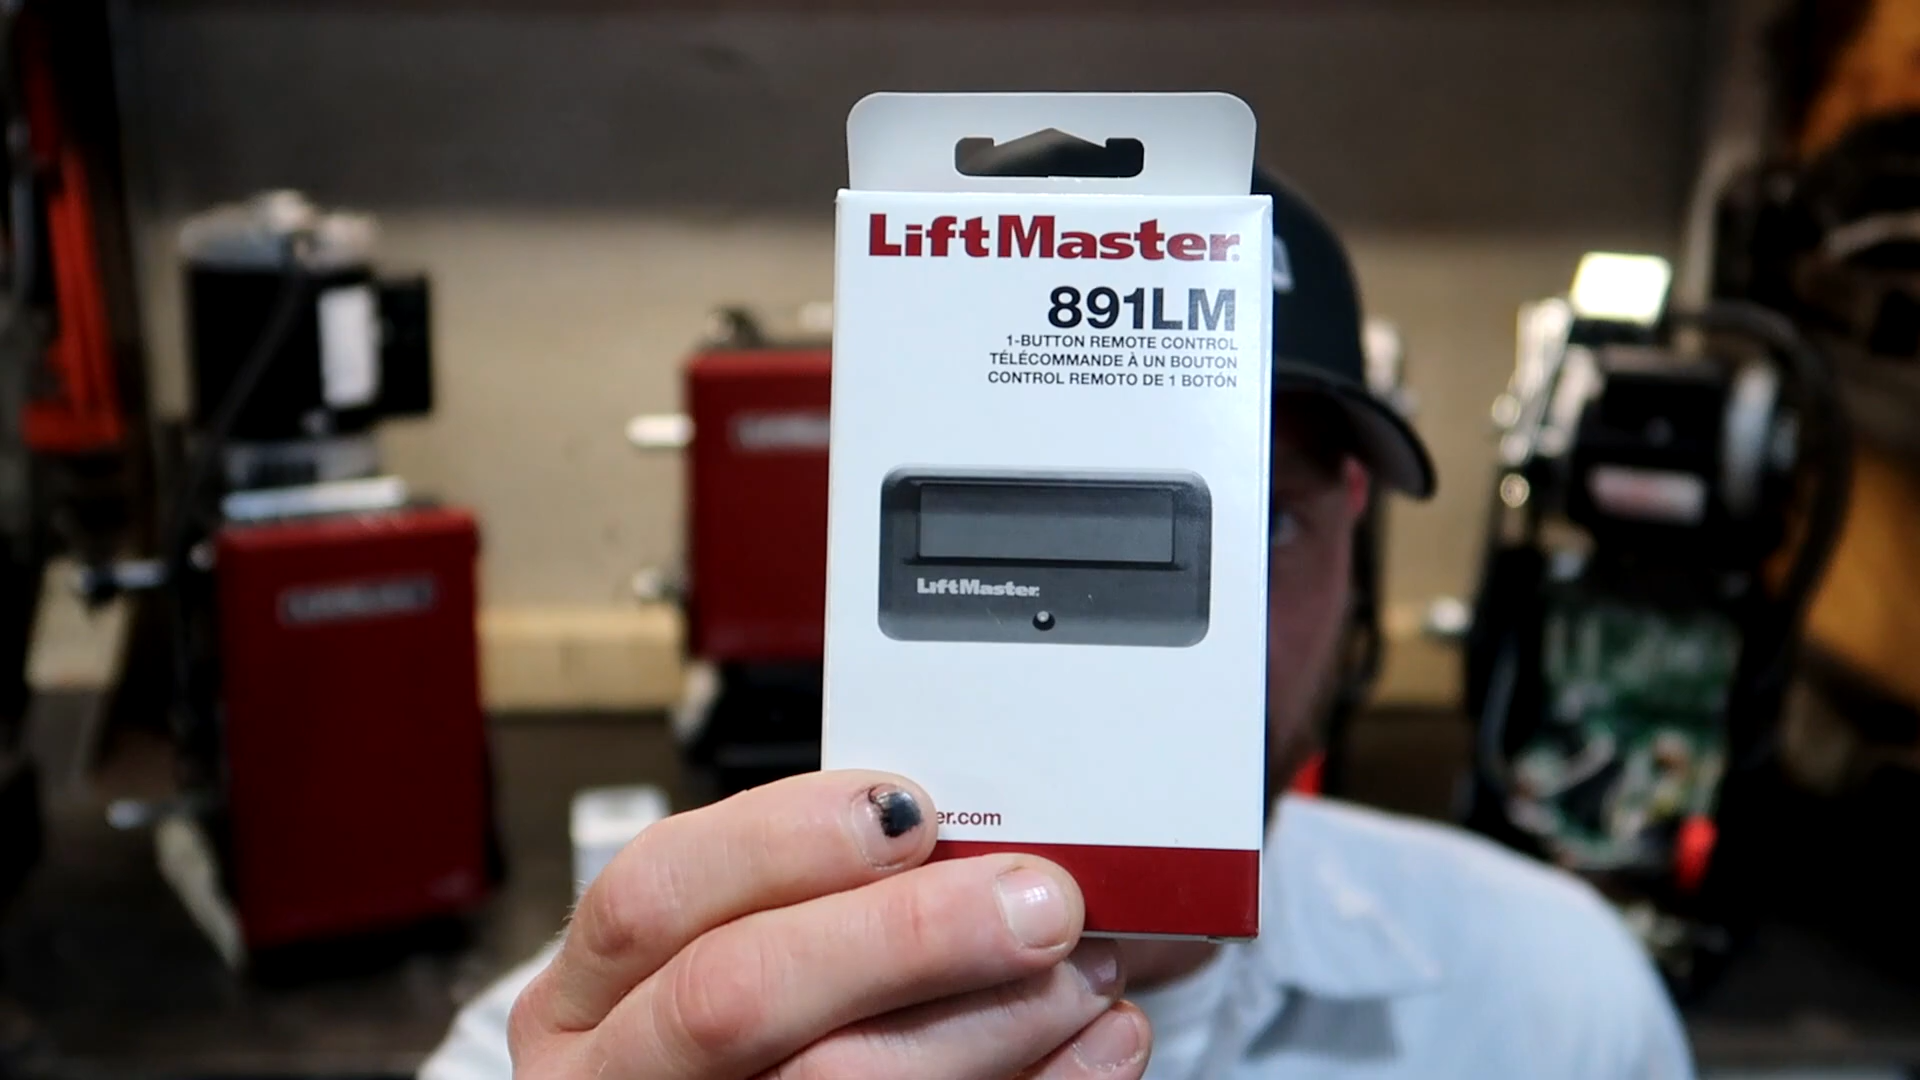 LiftMaster.
891LM
1-BUTTON REMOTE CONTROL
TÉLÉCOMMANDE À UN BOUTON
CONTROL REMOTO DE 1 BOTÓN
LiftMaster.
er.com